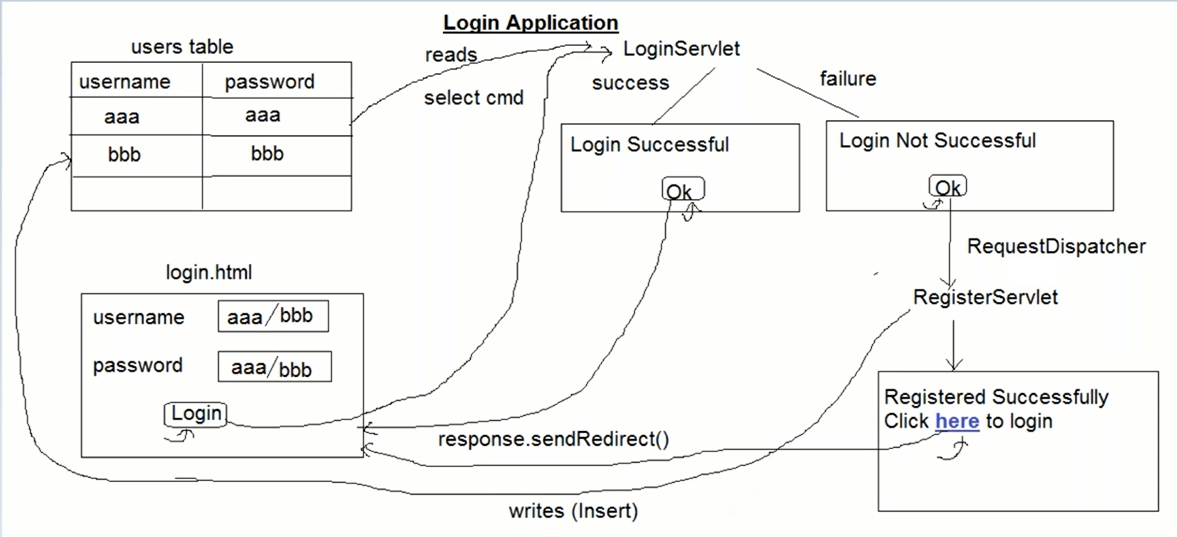 Login Application
users table
username password
aaa aaa
bbb bbb
reads
select cmd
LoginServlet
success
failure
Login Successful
Ok
Login Not Successful
Ok
RequestDispatcher
RegisterServlet
login.html
username aaa/bbb
password aaa/bbb
Login
response.sendRedirect()
Registered Successfully
Click here to login
writes (Insert)